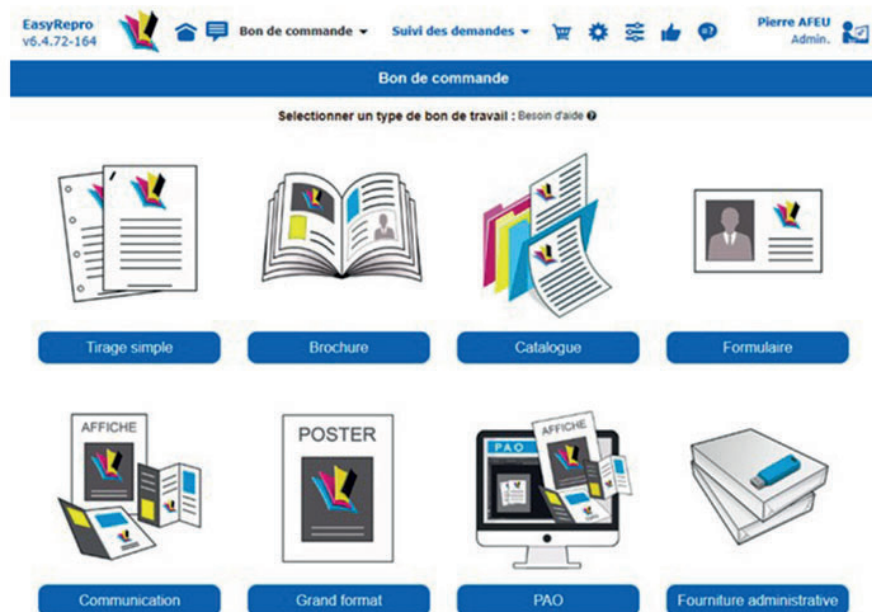 EasyRepro
v6.4.72-164
Bon de commande
Suivi des demandes
Pierre AFEU
Admin.
Bon de commande
Selectionner un type de bon de travail : Besoin d'aide
Tirage simple
Brochure
Catalogue
Formulaire
AFFICHE
POSTER
PAO
AFFICHE
Communication
Grand format
PAO
Fourniture administrative